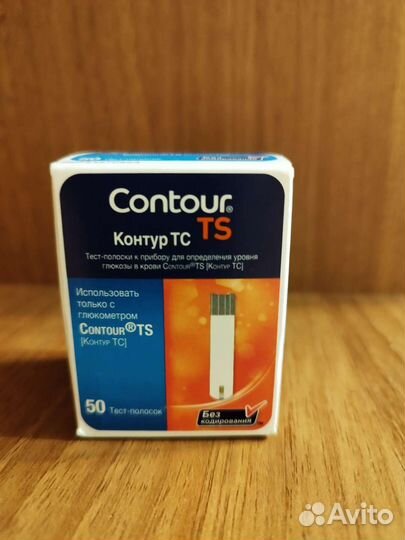 50
Contour®
TS
Контур ТС
Тест-полоски к прибору для определения уровня
глюкозы в крови Contour®TS [Контур ТС]
Использовать
только с
глюкометром
Contour®TS
[Контур ТС]
50 Тест-полосок
Без
кодирования
Avito